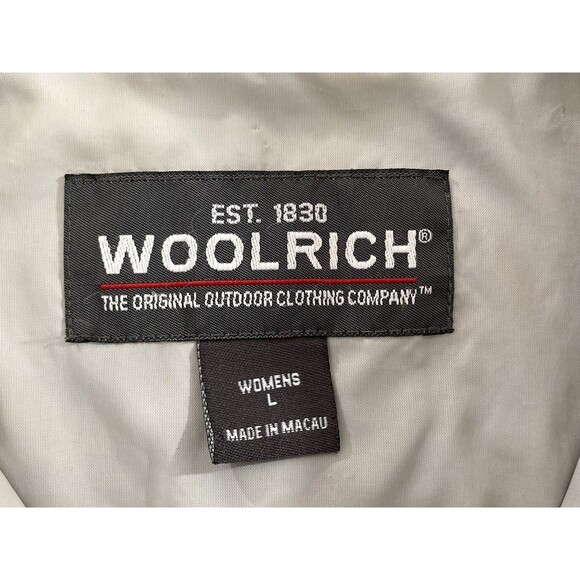 EST. 1830
WOOLRICH®
THE ORIGINAL OUTDOOR CLOTHING COMPANY™
WOMENS
L
MADE IN MACAU